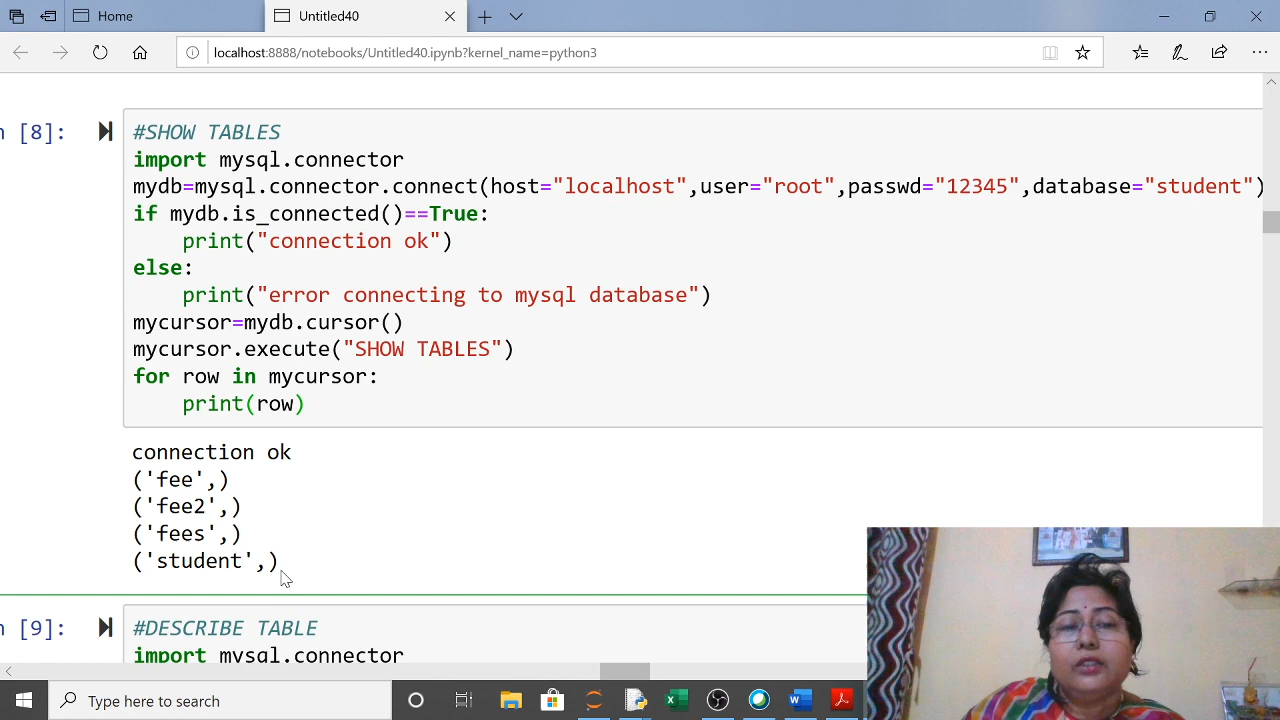 Home
Untitled40
localhost:8888/notebooks/Untitled40.ipynb?kernel_name=python3
n [8]:
#SHOW TABLES
import mysql.connector
mydb=mysql.connector.connect(host="localhost",user="root",passwd="12345",database="student")
if mydb.is_connected()==True:
    print("connection ok")
else:
    print("error connecting to mysql database")
mycursor=mydb.cursor()
mycursor.execute("SHOW TABLES")
for row in mycursor:
    print(row)
connection ok
('fee',)
('fee2',)
('fees',)
('student',)
n [9]:
#DESCRIBE TABLE
import mysql.connector
Type here to search